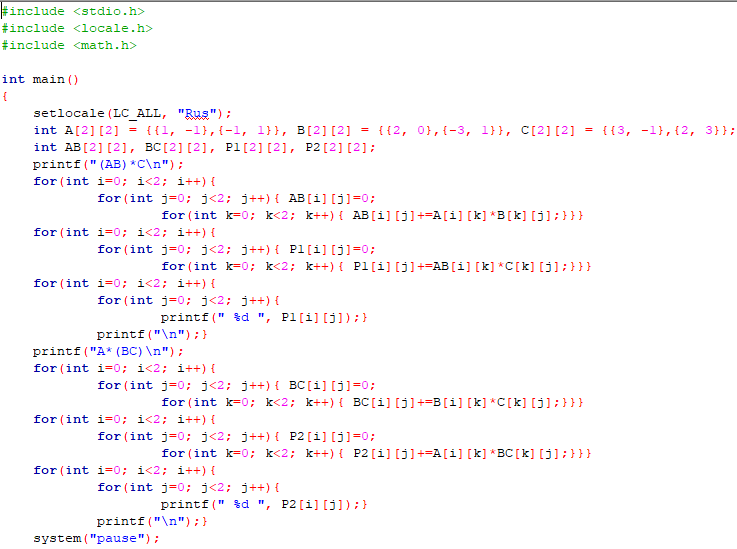 #include <stdio.h>
#include <locale.h>
#include <math.h>
int main()
{
setlocale(LC_ALL, "Rus");
int A[2][2] = {{1, -1},{-1, 1}}, B[2][2] = {{2, 0},{-3, 1}}, C[2][2] = {{3, -1},{2, 3}};
int AB[2][2], BC[2][2], P1[2][2], P2[2][2];
printf("(AB)*C\n");
for(int i=0; i<2; i++){
for(int j=0; j<2; j++){ AB[i][j]=0;
for(int k=0; k<2; k++){ AB[i][j]+=A[i][k]*B[k][j];}}}
for(int i=0; i<2; i++){
for(int j=0; j<2; j++){ P1[i][j]=0;
for(int k=0; k<2; k++){ P1[i][j]+=AB[i][k]*C[k][j];}}}
for(int i=0; i<2; i++){
for(int j=0; j<2; j++){
printf(" %d ", P1[i][j]);}
printf("\n");}
printf("A*(BC)\n");
for(int i=0; i<2; i++){
for(int j=0; j<2; j++){ BC[i][j]=0;
for(int k=0; k<2; k++){ BC[i][j]+=B[i][k]*C[k][j];}}}
for(int i=0; i<2; i++){
for(int j=0; j<2; j++){ P2[i][j]=0;
for(int k=0; k<2; k++){ P2[i][j]+=A[i][k]*BC[k][j];}}}
for(int i=0; i<2; i++){
for(int j=0; j<2; j++){
printf(" %d ", P2[i][j]);}
printf("\n");}
system("pause");